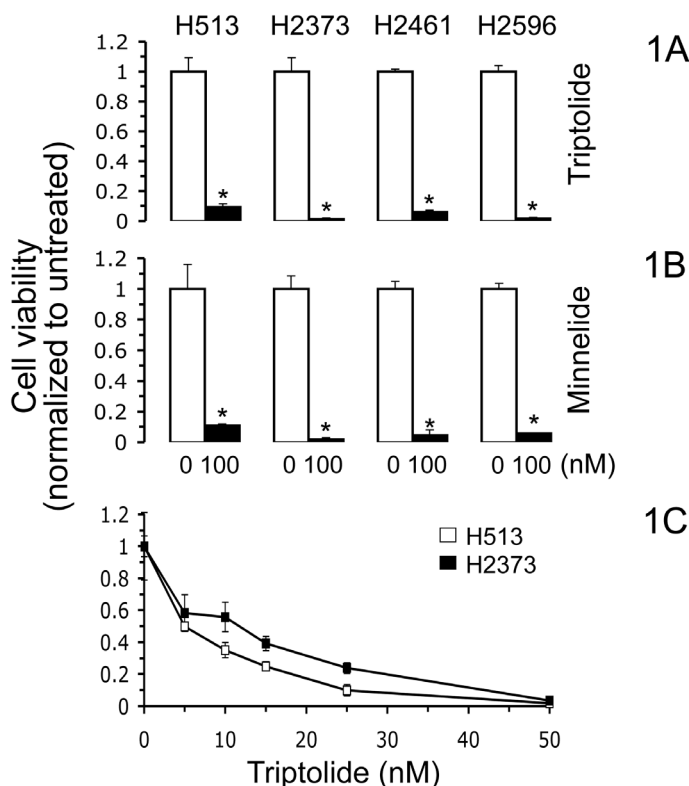 H513 H2373 H2461 H2596
1A
Cell viability
(normalized to untreated)
1.2
1
0.8
0.6
0.4
0.2
0
* * * *
Triptolide
1B
1.2
1
0.8
0.6
0.4
0.2
0
* * * *
Minnelide
0 100 0 100 0 100 0 100 (nM)
1C
1.2
1
0.8
0.6
0.4
0.2
0
H513
H2373
0 10 20 30 40 50
Triptolide (nM)